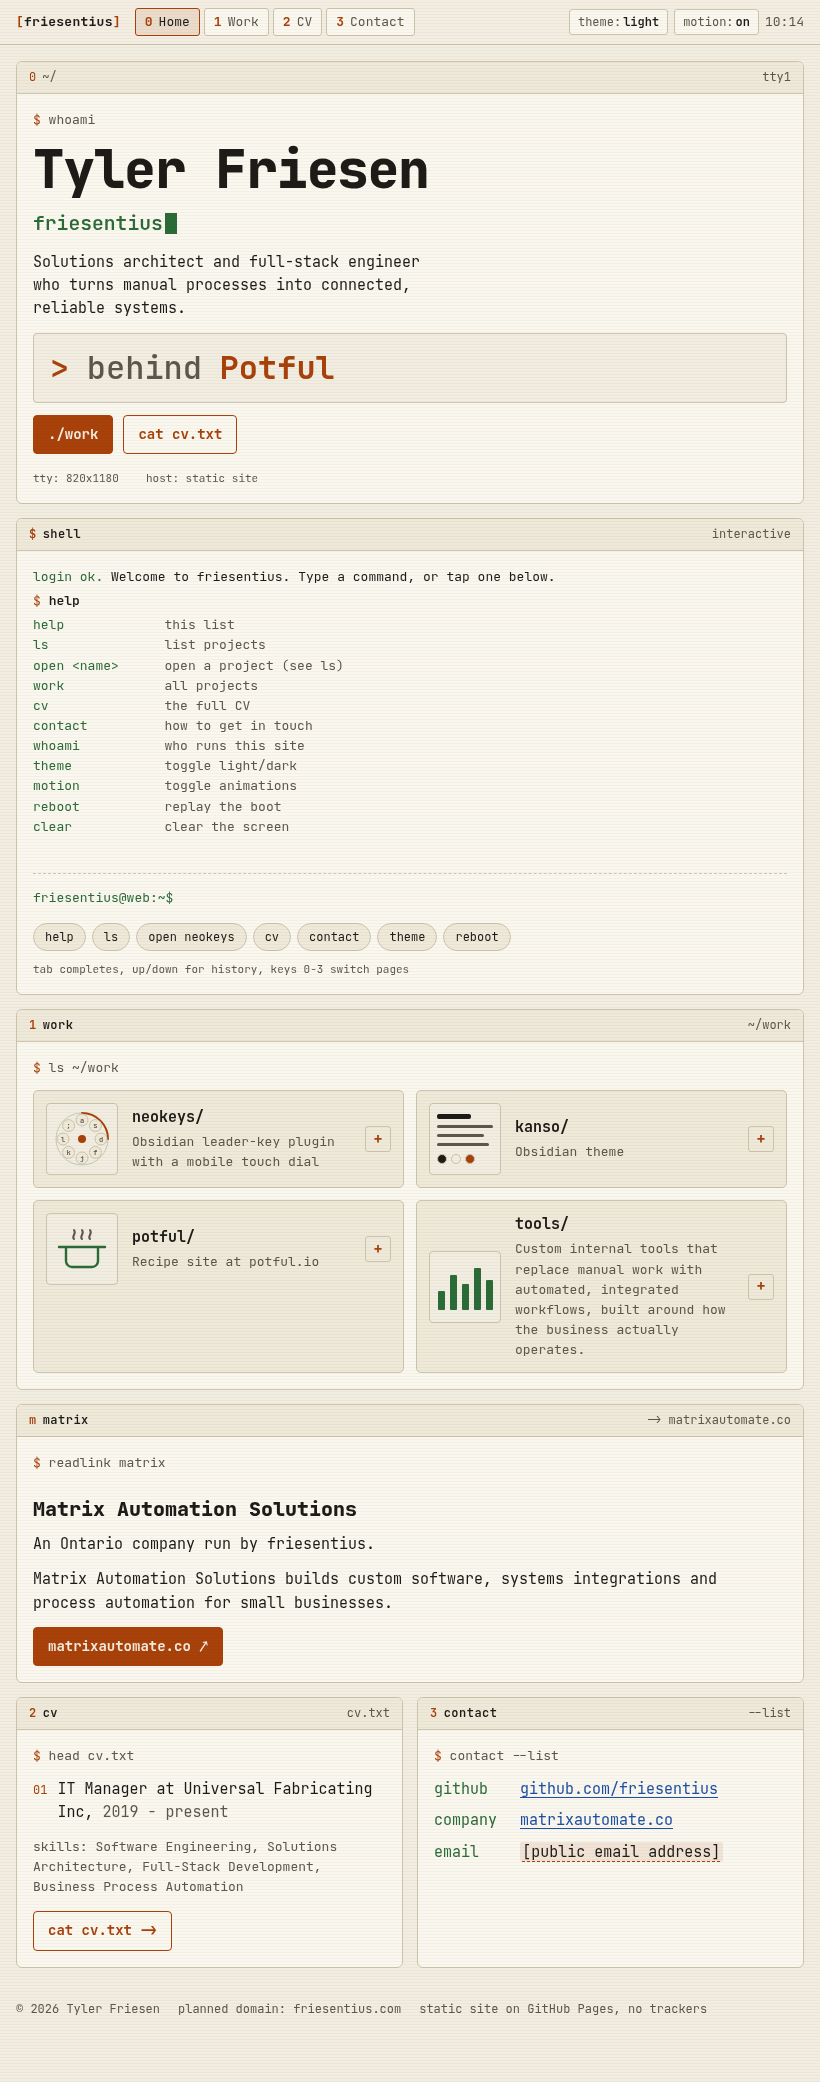 [friesentius] 0 Home 1 Work 2 CV 3 Contact theme: light motion: on 10:14
0 ~/ tty1
$ whoami
Tyler Friesen
friesentius
Solutions architect and full-stack engineer
who turns manual processes into connected,
reliable systems.
> behind Potful
./work cat cv.txt
tty: 820x1180 host: static site
$ shell interactive
login ok. Welcome to friesentius. Type a command, or tap one below.
$ help
help this list
ls list projects
open <name> open a project (see ls)
work all projects
cv the full CV
contact how to get in touch
whoami who runs this site
theme toggle light/dark
motion toggle animations
reboot replay the boot
clear clear the screen
friesentius@web:~$
help ls open neokeys cv contact theme reboot
tab completes, up/down for history, keys 0-3 switch pages
1 work ~/work
$ ls ~/work
a s d f j k l ;
neokeys/
Obsidian leader-key plugin
with a mobile touch dial
+
kanso/
Obsidian theme
+
potful/
Recipe site at potful.io
+
tools/
Custom internal tools that
replace manual work with
automated, integrated
workflows, built around how
the business actually
operates.
+
m matrix --> matrixautomate.co
$ readlink matrix
Matrix Automation Solutions
An Ontario company run by friesentius.
Matrix Automation Solutions builds custom software, systems integrations and
process automation for small businesses.
matrixautomate.co ↗
2 cv cv.txt
$ head cv.txt
01 IT Manager at Universal Fabricating
Inc, 2019 - present
skills: Software Engineering, Solutions
Architecture, Full-Stack Development,
Business Process Automation
cat cv.txt -->
3 contact --list
$ contact --list
github github.com/friesentius
company matrixautomate.co
email [public email address]
© 2026 Tyler Friesen planned domain: friesentius.com static site on GitHub Pages, no trackers